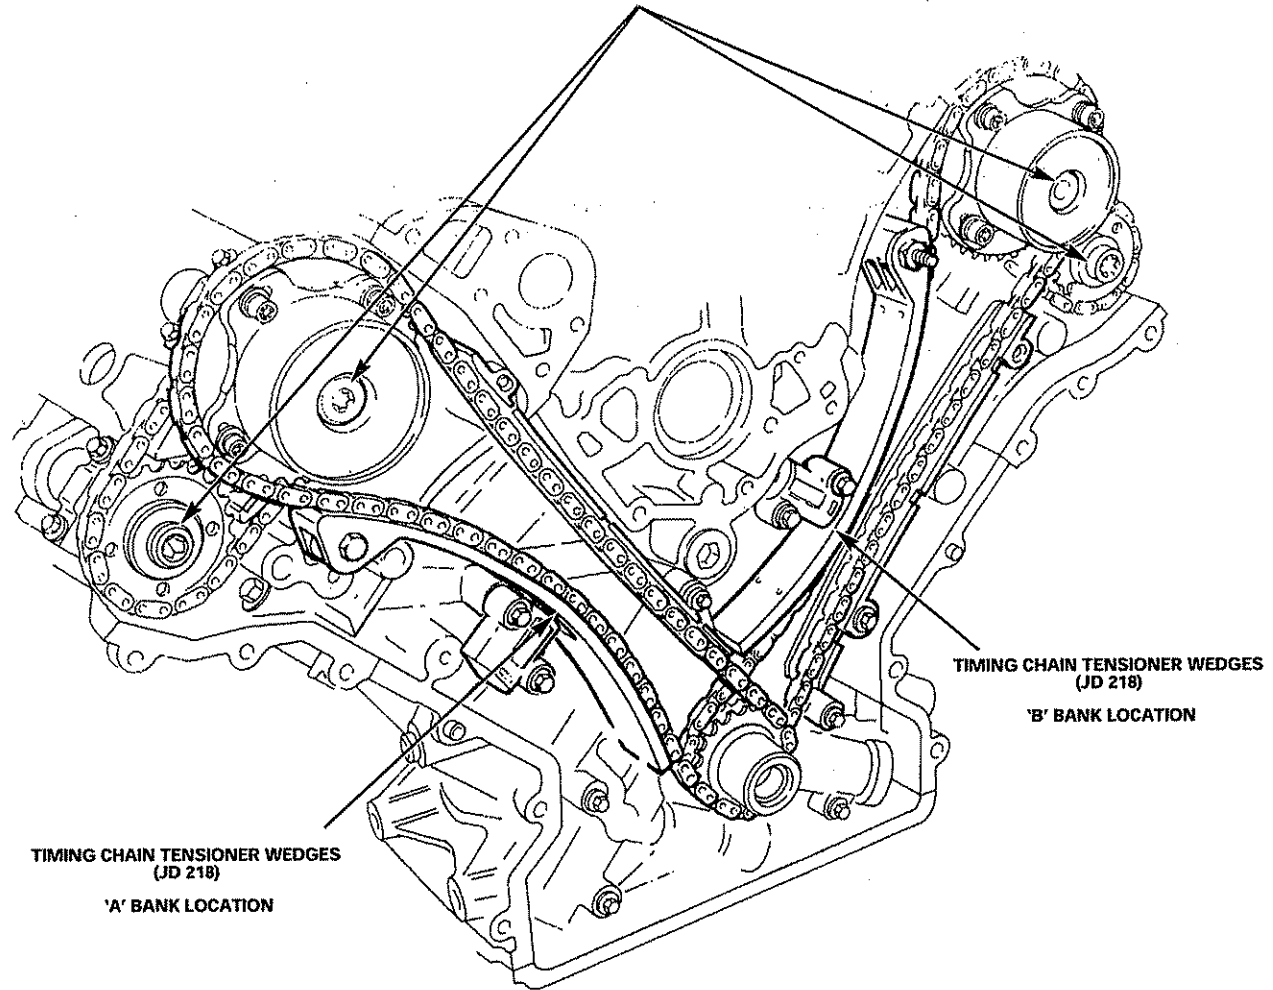 TIMING CHAIN TENSIONER WEDGES
(JD 218)
'B' BANK LOCATION
TIMING CHAIN TENSIONER WEDGES
(JD 218)
'A' BANK LOCATION